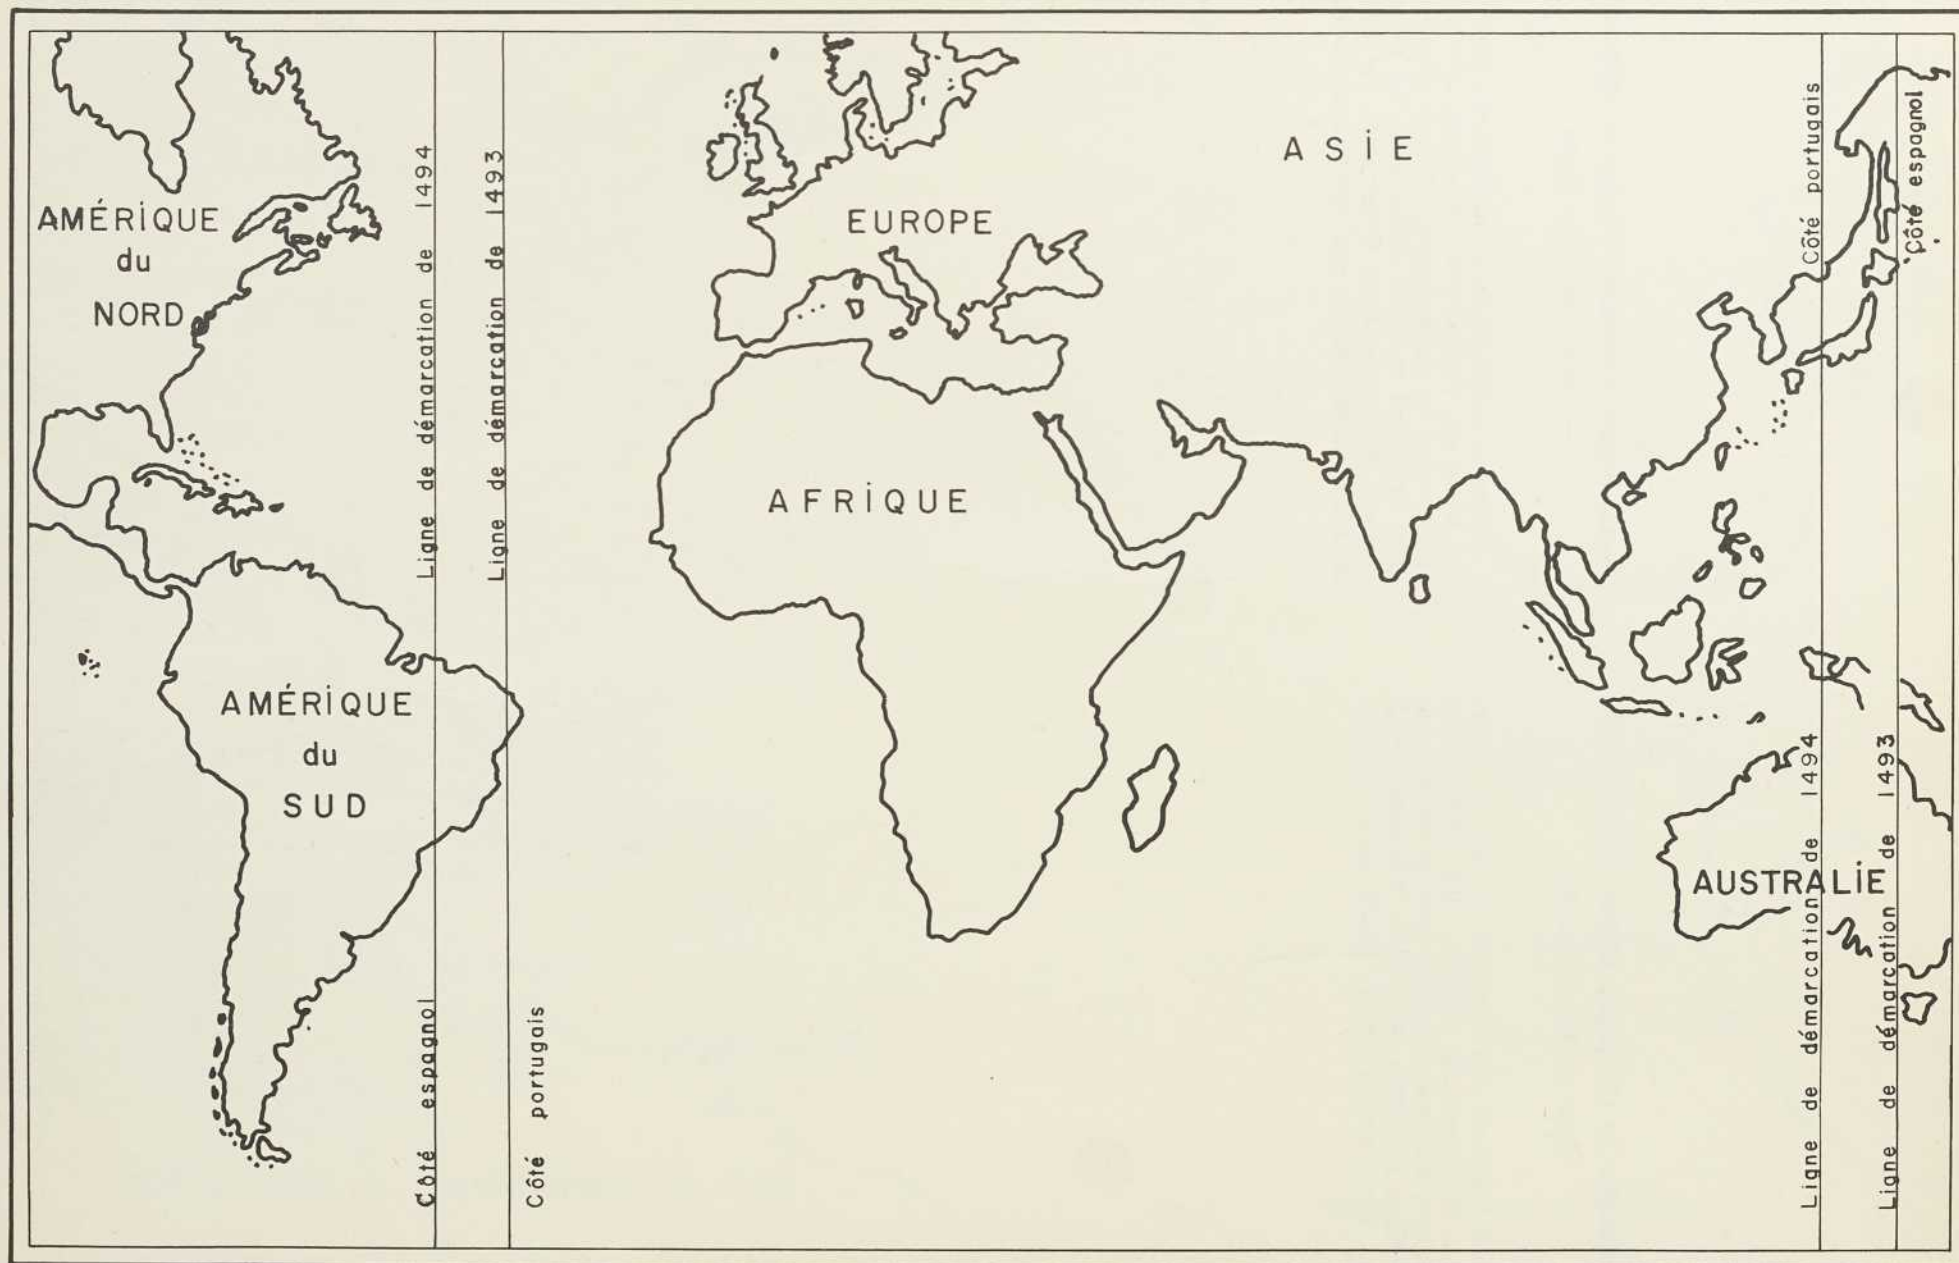 AMÉRIQUE
du
NORD
AMÉRIQUE
du
SUD
Ligne de démarcation de 1494
Ligne de démarcation de 1493
Côté espagnol
Côté portugais
EUROPE
AFRIQUE
ASIE
Côté portugais
Côté espagnol
AUSTRALIE
Ligne de démarcation de 1494
Ligne de démarcation de 1493